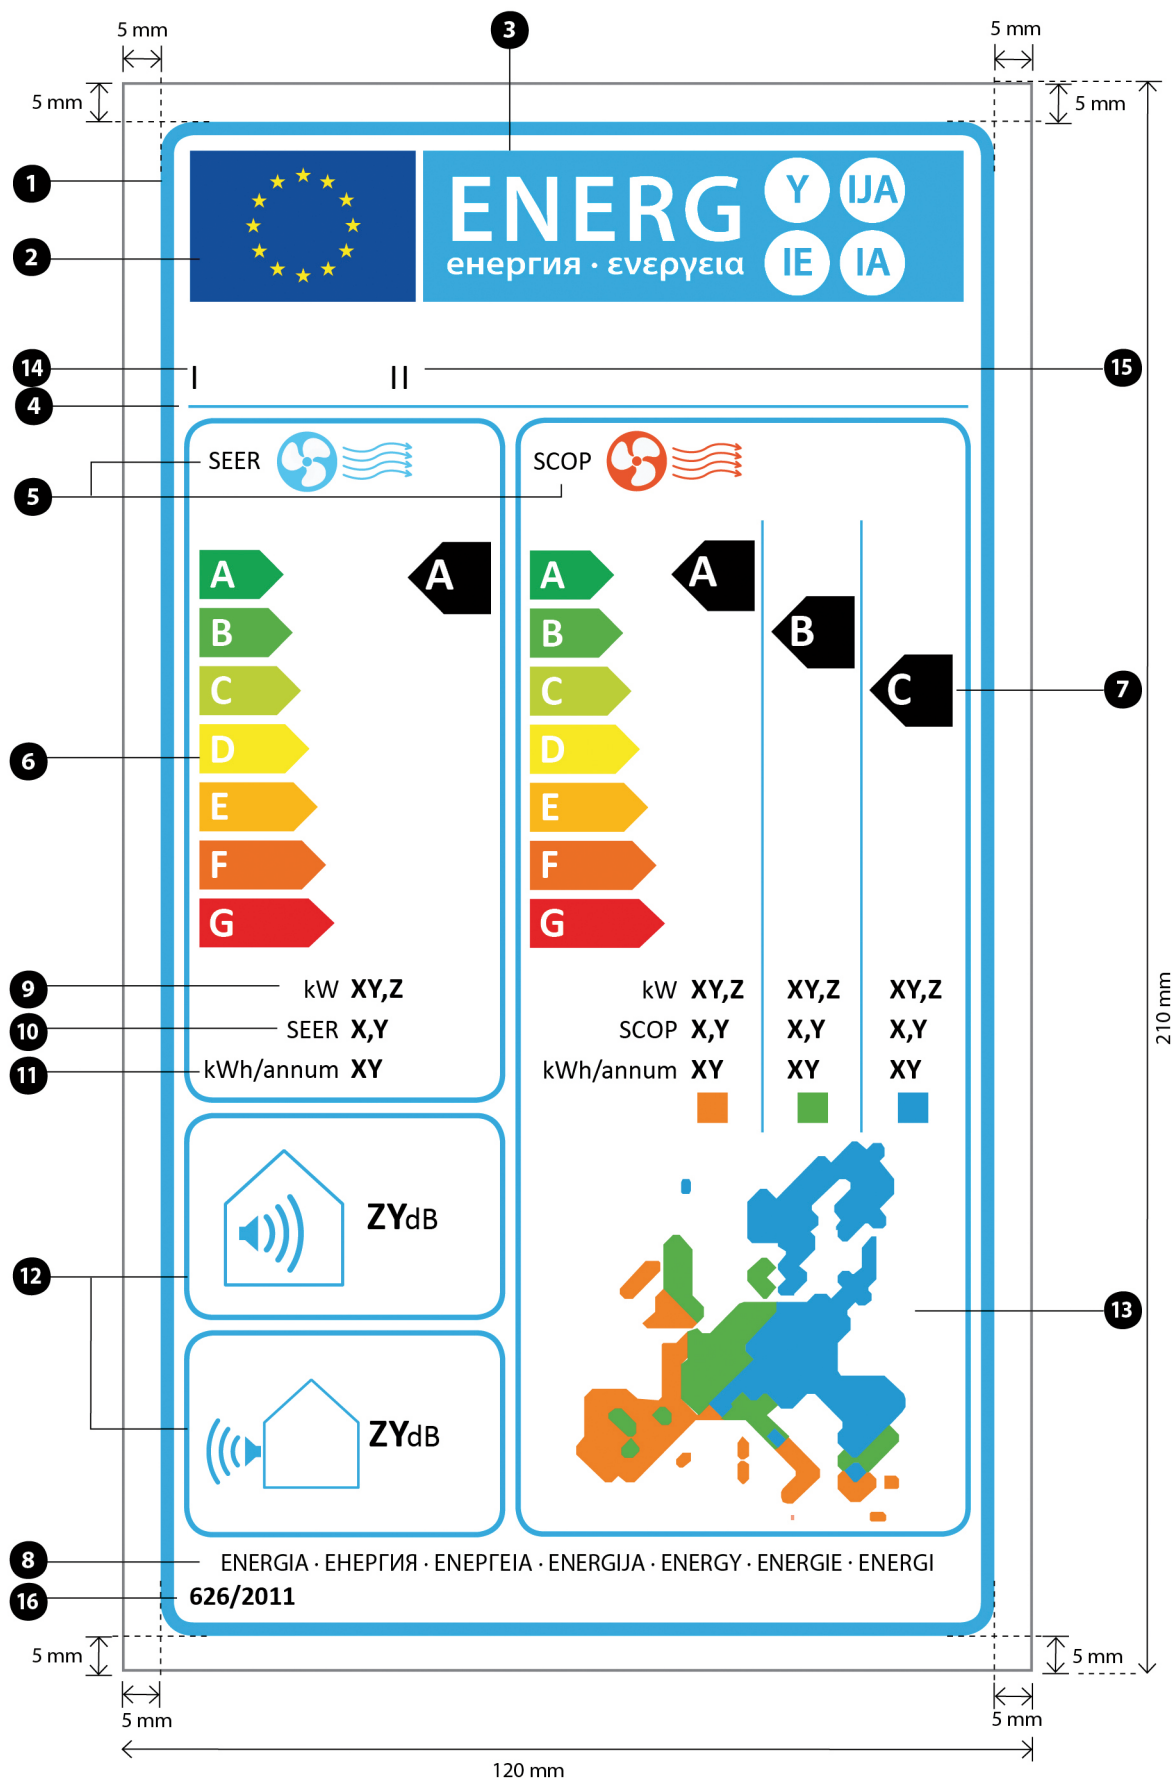 5 mm
3
5 mm
5 mm
5 mm
1
ENERG
Y
IJA
2
енергия · ενεργεια
IE
IA
14
I
II
15
4
SEER
SCOP
5
A
A
A
A
B
B
B
C
C
C
7
6
D
D
E
E
F
F
G
G
9
kW XY,Z
kW XY,Z XY,Z XY,Z
10
SEER X,Y
SCOP X,Y X,Y X,Y
11
kWh/annum XY
kWh/annum XY XY XY
210 mm
ZYdB
12
13
ZYdB
8
ENERGIA · ЕНЕРГИЯ · ΕΝΕΡΓΕΙΑ · ENERGIJA · ENERGY · ENERGIE · ENERGI
16
626/2011
5 mm
5 mm
5 mm
5 mm
120 mm